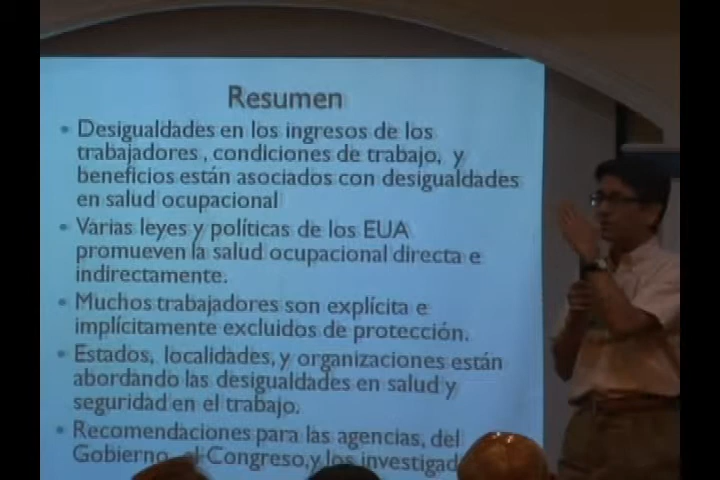 Resumen
• Desigualdades en los ingresos de los
trabajadores , condiciones de trabajo, y
beneficios están asociados con desigualdades
en salud ocupacional
• Varias leyes y políticas de los EUA
promueven la salud ocupacional directa e
indirectamente.
• Muchos trabajadores son explícita e
implícitamente excluidos de protección.
• Estados, localidades, y organizaciones están
abordando las desigualdades en salud y
seguridad en el trabajo.
• Recomendaciones para las agencias, del
Gobierno, al Congreso, y los